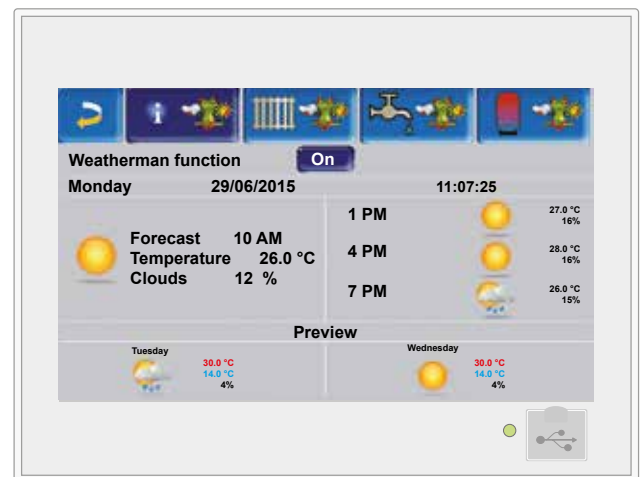 i
Weatherman function On
Monday 29/06/2015 11:07:25
Forecast 10 AM
Temperature 26.0 °C
Clouds 12 %
1 PM 27.0 °C
16%
4 PM 28.0 °C
16%
7 PM 26.0 °C
15%
Preview
Tuesday
30.0 °C
14.0 °C
4%
Wednesday
30.0 °C
14.0 °C
4%